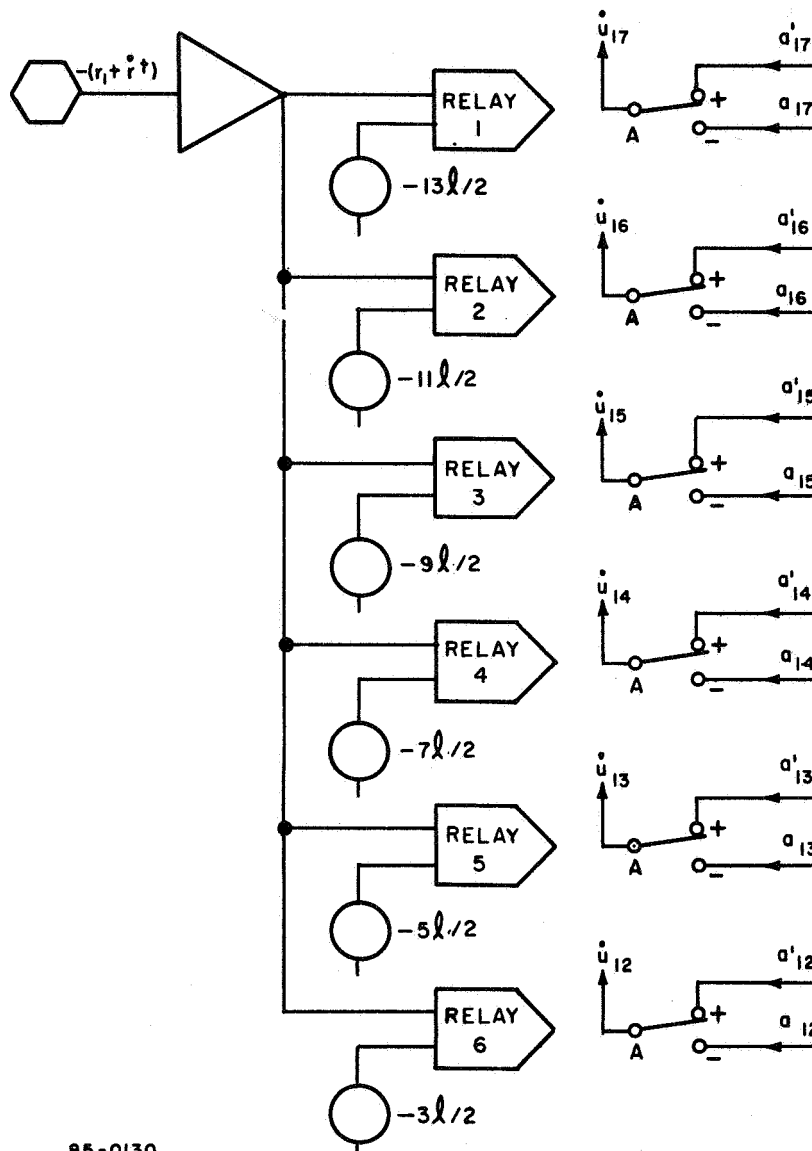 −(r₁ + ṙt)
RELAY
1
−13ℓ/2
u̇₁₇
a'₁₇
A
+
a₁₇
−
RELAY
2
−11ℓ/2
u̇₁₆
a'₁₆
A
+
a₁₆
−
RELAY
3
−9ℓ/2
u̇₁₅
a'₁₅
A
+
a₁₅
−
RELAY
4
−7ℓ/2
u̇₁₄
a'₁₄
A
+
a₁₄
−
RELAY
5
−5ℓ/2
u̇₁₃
a'₁₃
A
+
a₁₃
−
RELAY
6
−3ℓ/2
u̇₁₂
a'₁₂
A
+
a₁₂
−
85-0130